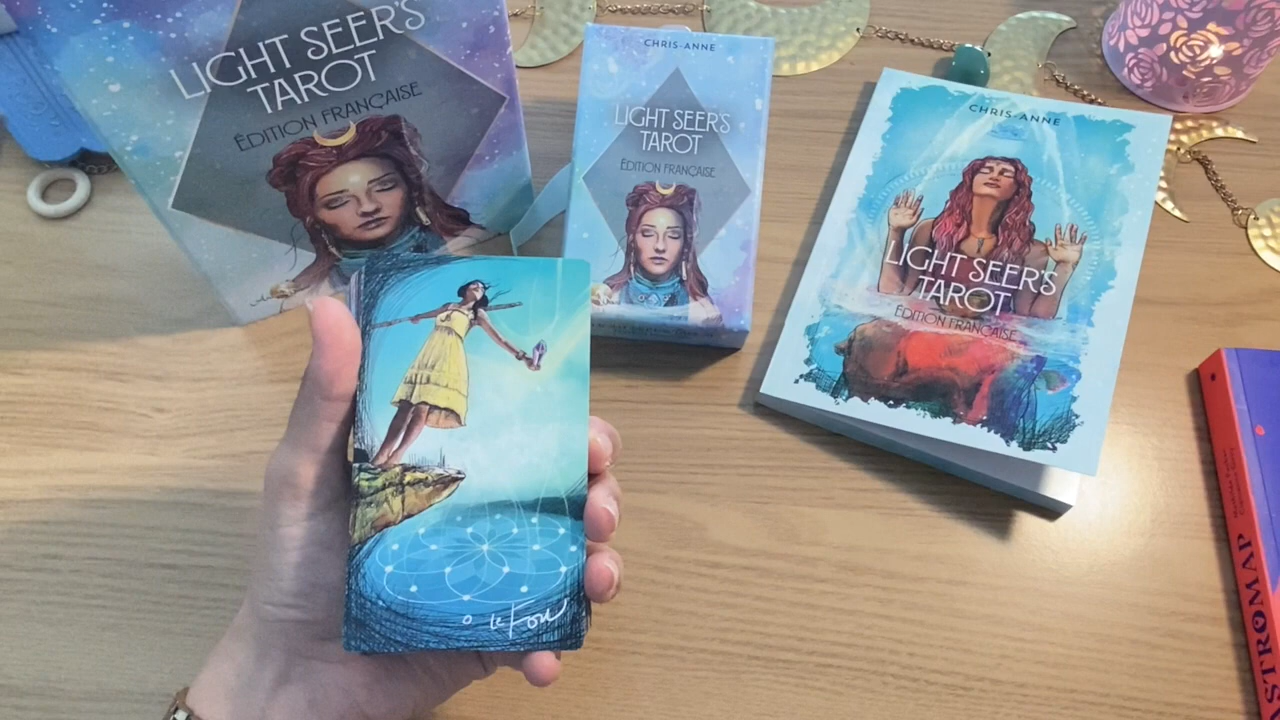 LIGHT SEER'S
TAROT
ÉDITION FRANÇAISE
CHRIS-ANNE
LIGHT SEER'S
TAROT
ÉDITION FRANÇAISE
CHRIS-ANNE
LIGHT SEER'S
TAROT
ÉDITION FRANÇAISE
0 le Fou
ASTROMAP